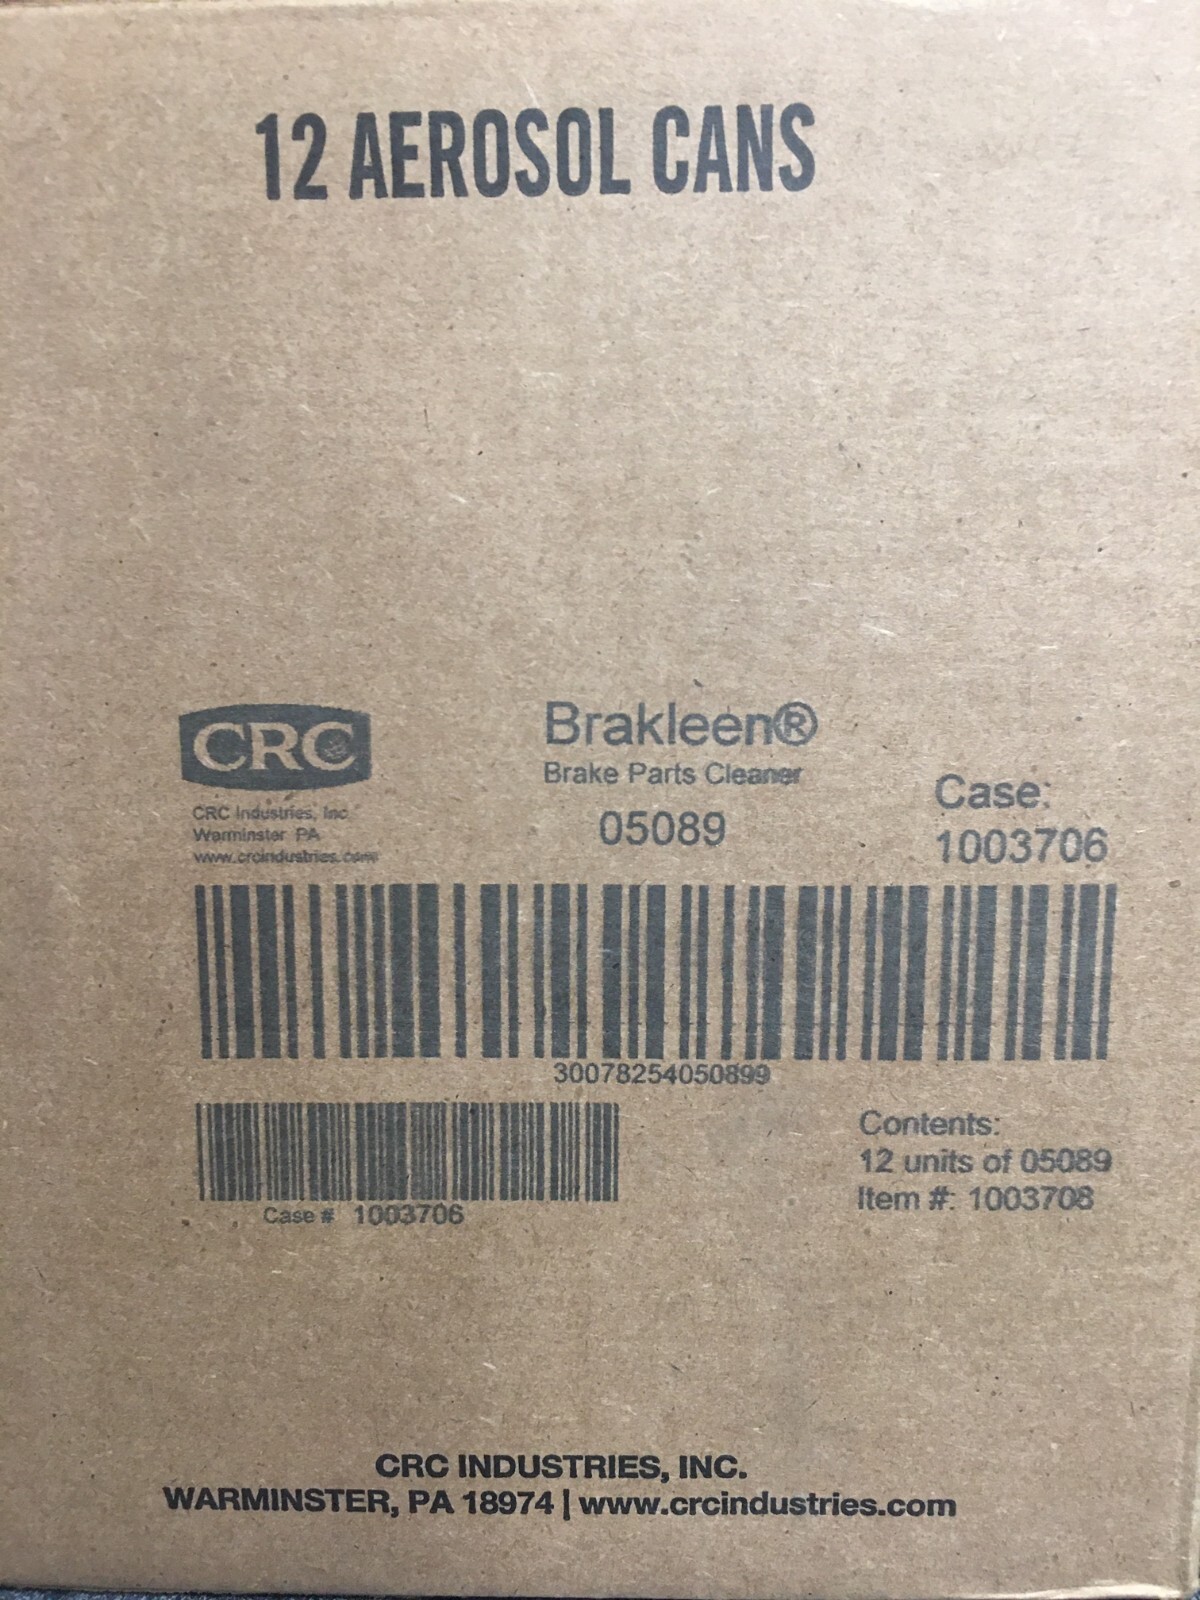 12 AEROSOL CANS
CRC
CRC Industries, Inc.
Warminster PA
www.crcindustries.com
Brakleen®
Brake Parts Cleaner
05089
Case:
1003706
30078254050899
Case # 1003706
Contents:
12 units of 05089
Item #: 1003708
CRC INDUSTRIES, INC.
WARMINSTER, PA 18974 | www.crcindustries.com